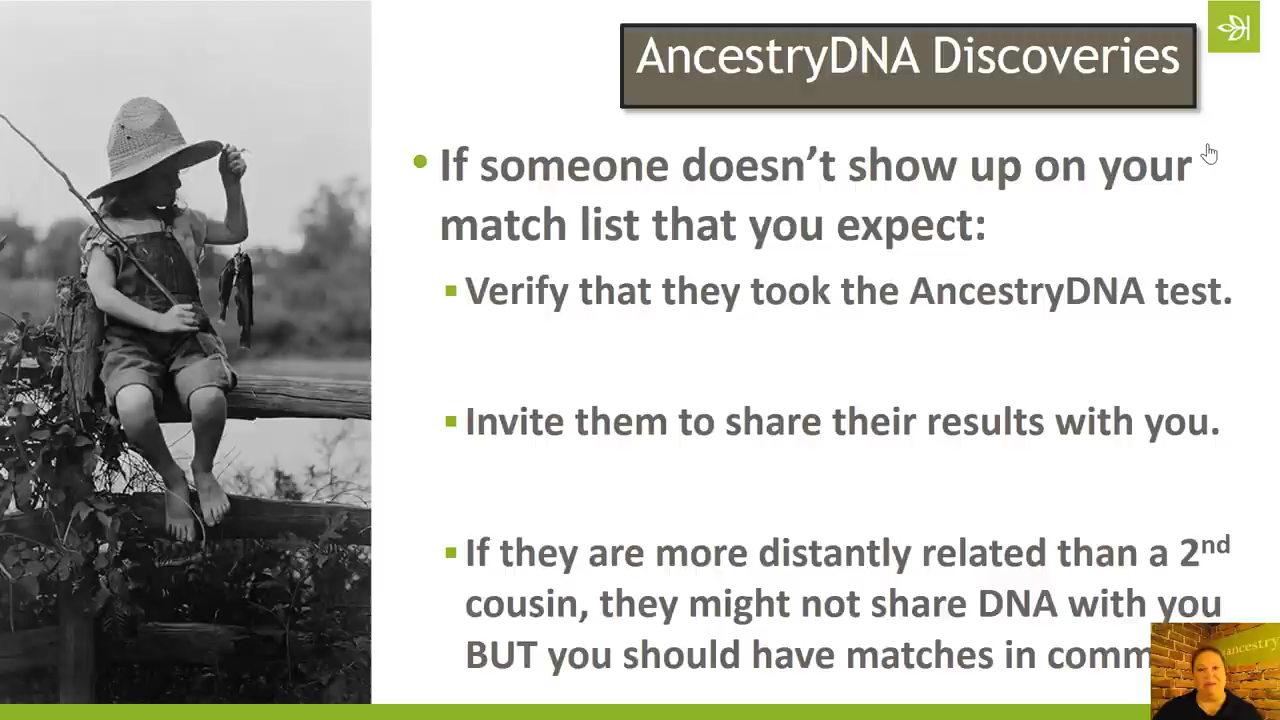 AncestryDNA Discoveries
• If someone doesn't show up on your
match list that you expect:
▪ Verify that they took the AncestryDNA test.
▪ Invite them to share their results with you.
▪ If they are more distantly related than a 2nd
cousin, they might not share DNA with you
BUT you should have matches in comm
ancestry